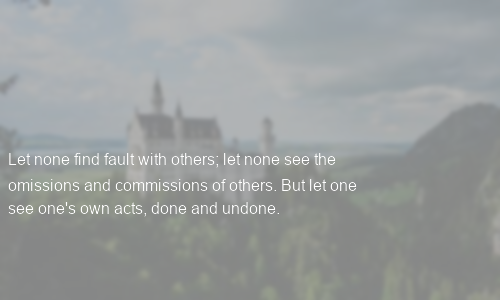 Let none find fault with others; let none see the
omissions and commissions of others. But let one
see one's own acts, done and undone.